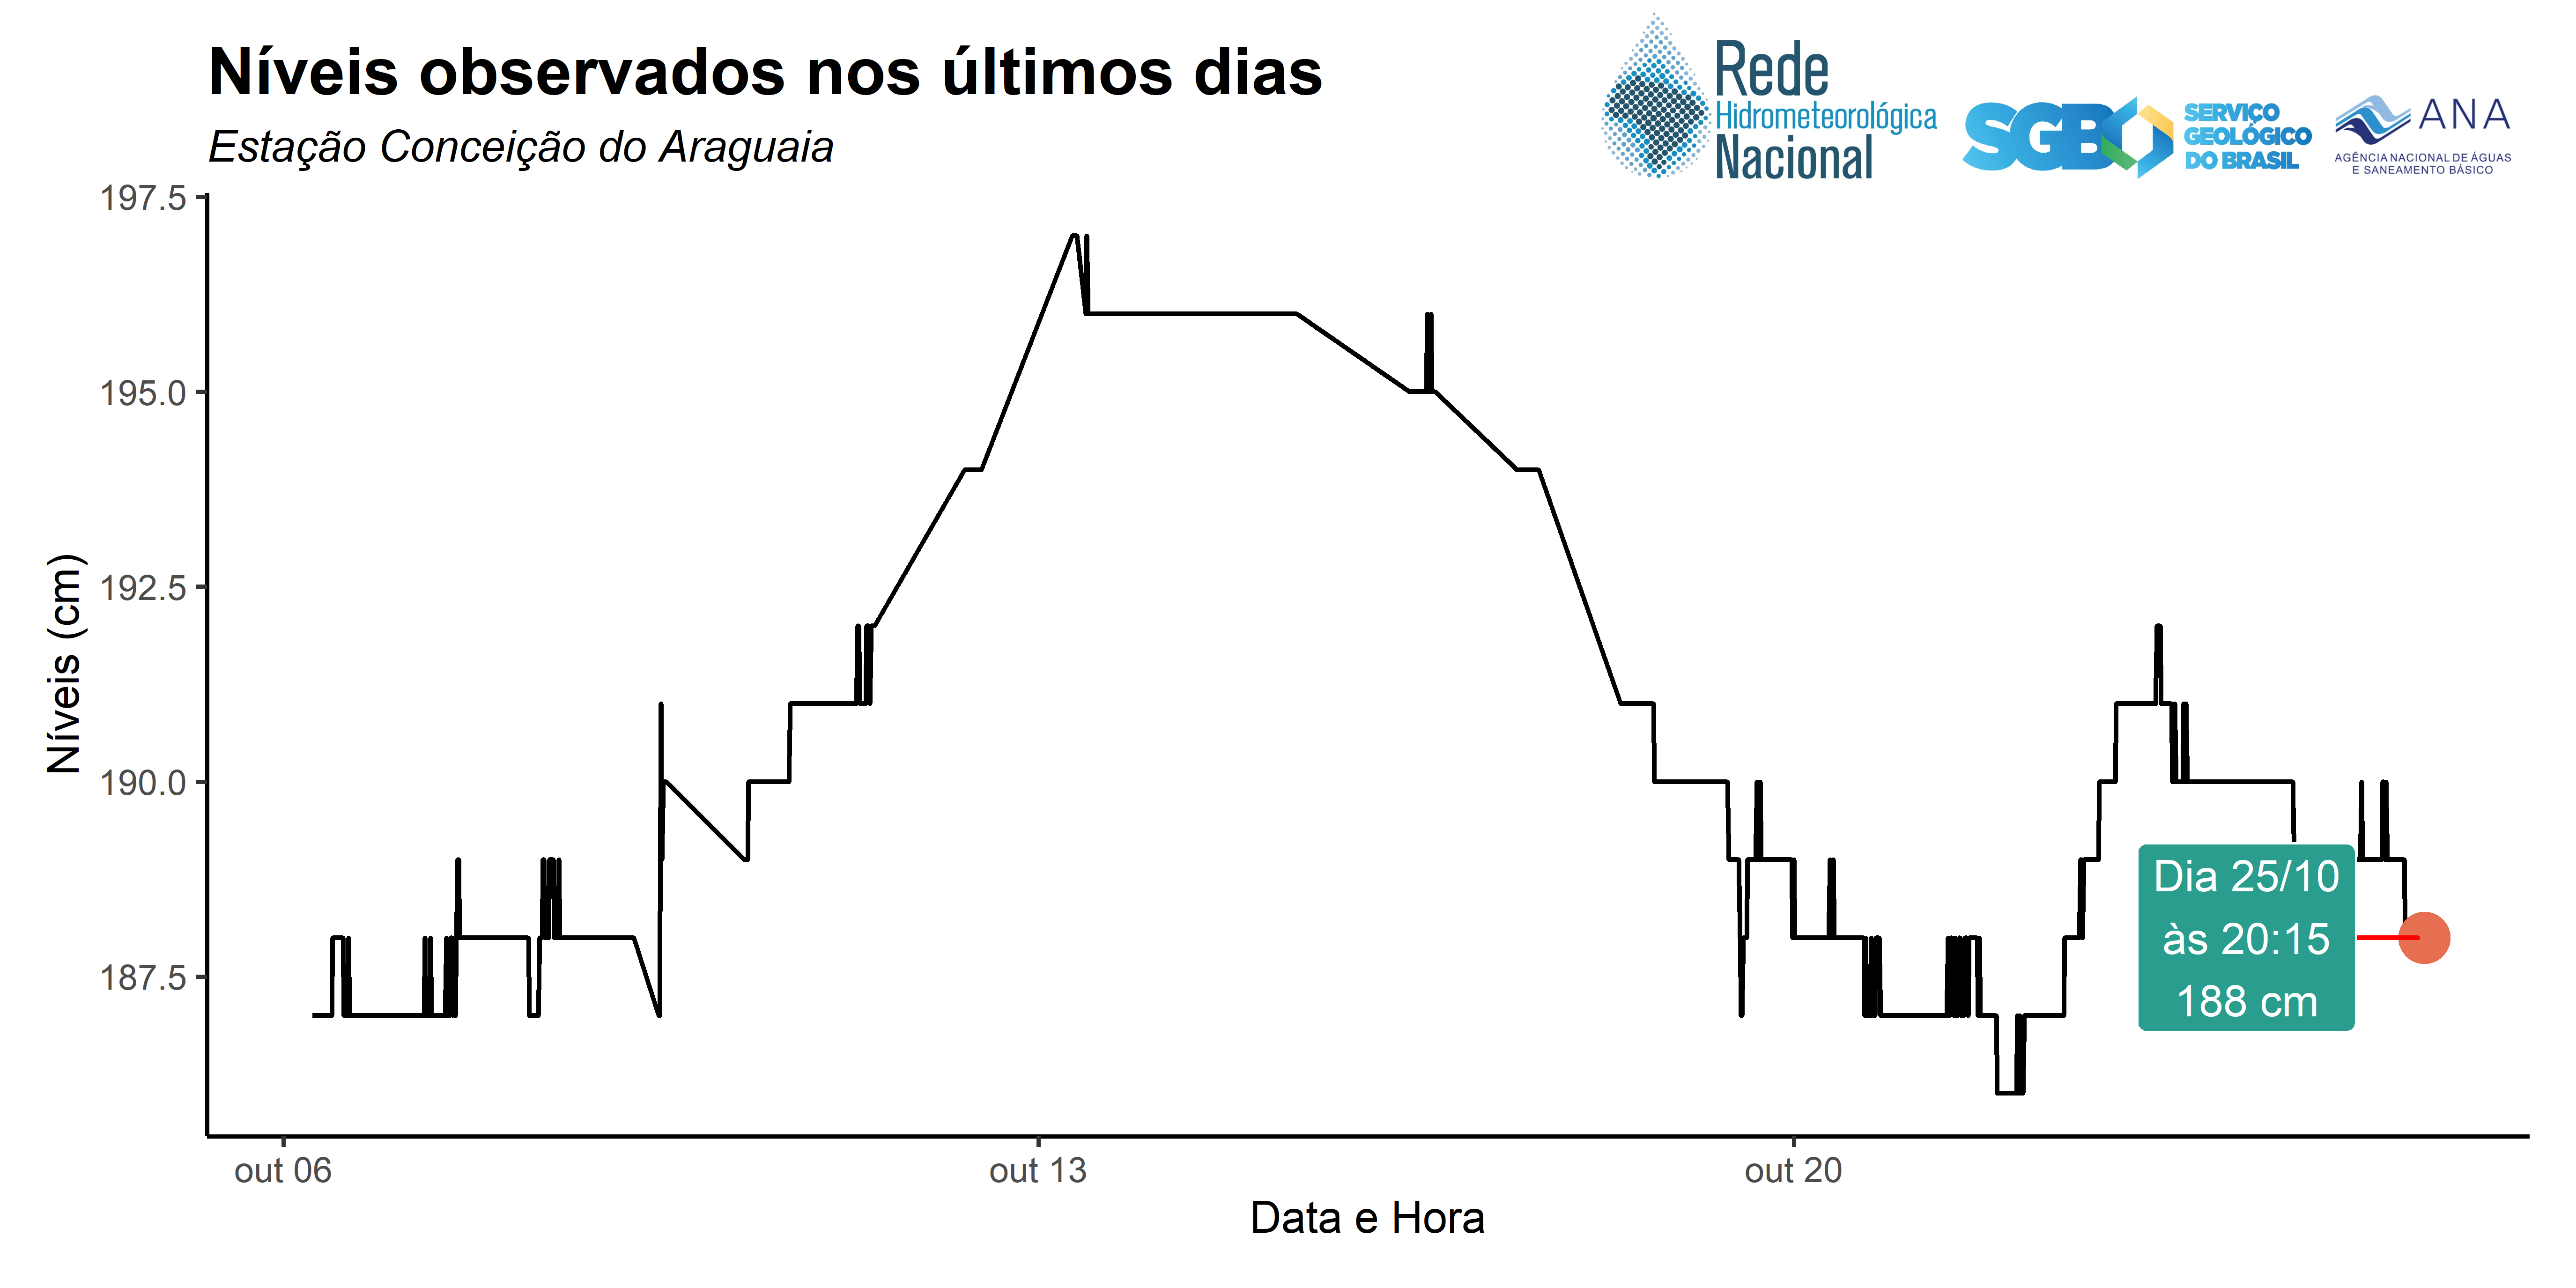 Níveis observados nos últimos dias
Estação Conceição do Araguaia
Rede
Hidrometeorológica
Nacional
SGB
SERVIÇO
GEOLÓGICO
DO BRASIL
ANA
AGÊNCIA NACIONAL DE ÁGUAS
E SANEAMENTO BÁSICO
Níveis (cm)
197.5
195.0
192.5
190.0
187.5
Dia 25/10
às 20:15
188 cm
out 06
out 13
out 20
Data e Hora